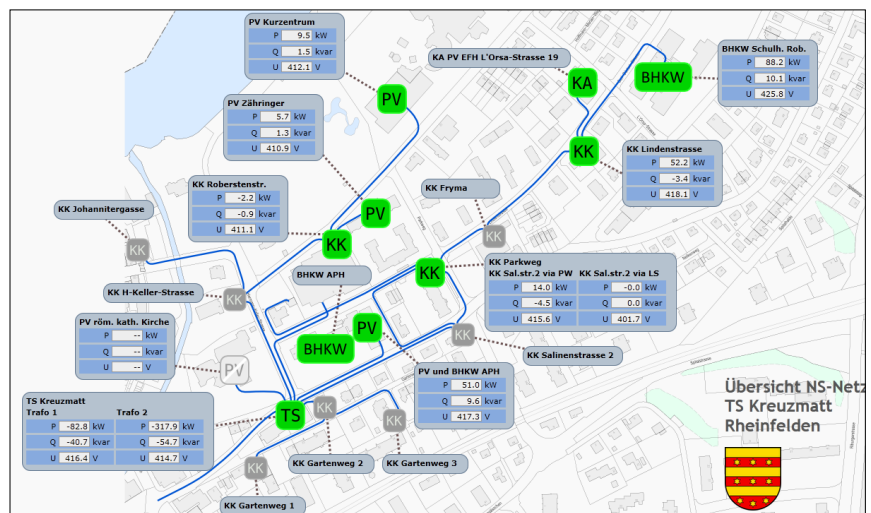 PV Kurzentrum
P 9.5 kW
Q 1.5 kvar
U 412.1 V
KA PV EFH L'Orsa-Strasse 19
BHKW Schulh. Rob.
P 88.2 kW
Q 10.1 kvar
U 425.8 V
KA
BHKW
PV
PV Zähringer
P 5.7 kW
Q 1.3 kvar
U 410.9 V
KK
KK Lindenstrasse
P 52.2 kW
Q -3.4 kvar
U 418.1 V
KK Roberstenstr.
P -2.2 kW
Q -0.9 kvar
U 411.1 V
PV
KK
KK Fryma
KK
KK Johannitergasse
KK
BHKW APH
KK
KK Parkweg
KK Sal.str.2 via PW KK Sal.str.2 via LS
P 14.0 kW P -0.0 kW
Q -4.5 kvar Q 0.0 kvar
U 415.6 V U 401.7 V
KK H-Keller-Strasse
KK
PV röm. kath. Kirche
P -- kW
Q -- kvar
U -- V
PV
PV
BHKW
KK
KK Salinenstrasse 2
PV und BHKW APH
P 51.0 kW
Q 9.6 kvar
U 417.3 V
TS Kreuzmatt
Trafo 1 Trafo 2
P -82.8 kW P -317.9 kW
Q -40.7 kvar Q -54.7 kvar
U 416.4 V U 414.7 V
TS
KK
KK
KK
KK Gartenweg 2
KK Gartenweg 3
KK Gartenweg 1
Übersicht NS-Netz
TS Kreuzmatt
Rheinfelden